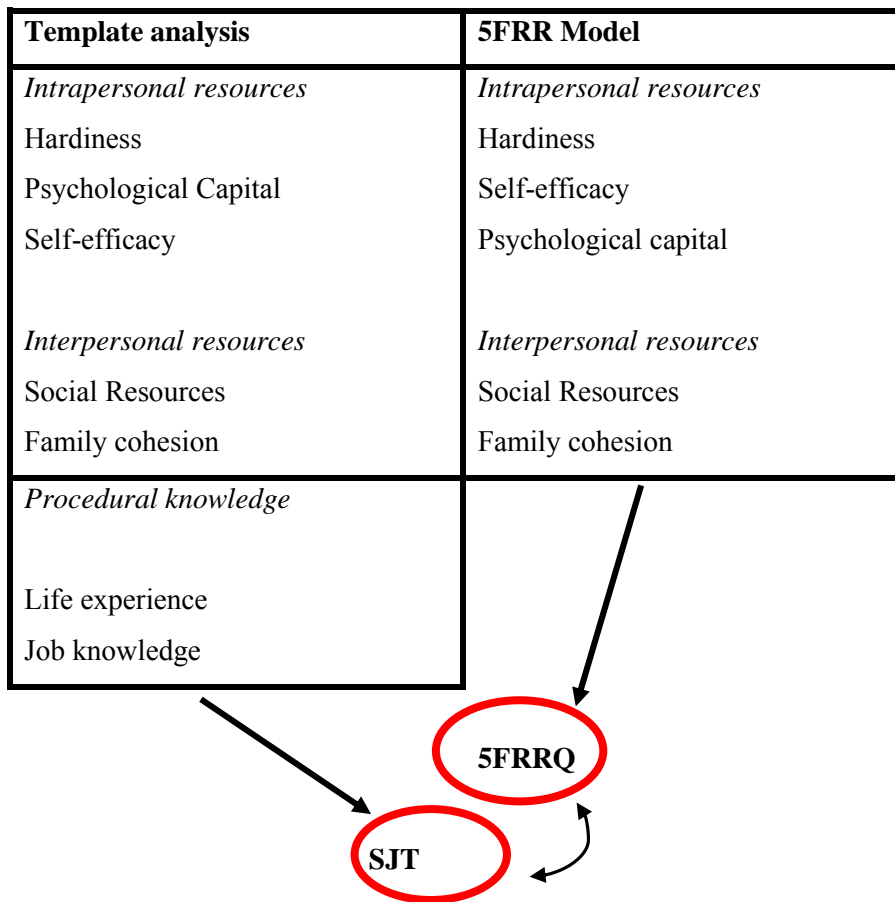 Template analysis
Intrapersonal resources
Hardiness
Psychological Capital
Self-efficacy
Interpersonal resources
Social Resources
Family cohesion
Procedural knowledge
Life experience
Job knowledge
5FRR Model
Intrapersonal resources
Hardiness
Self-efficacy
Psychological capital
Interpersonal resources
Social Resources
Family cohesion
5FRRQ
SJT